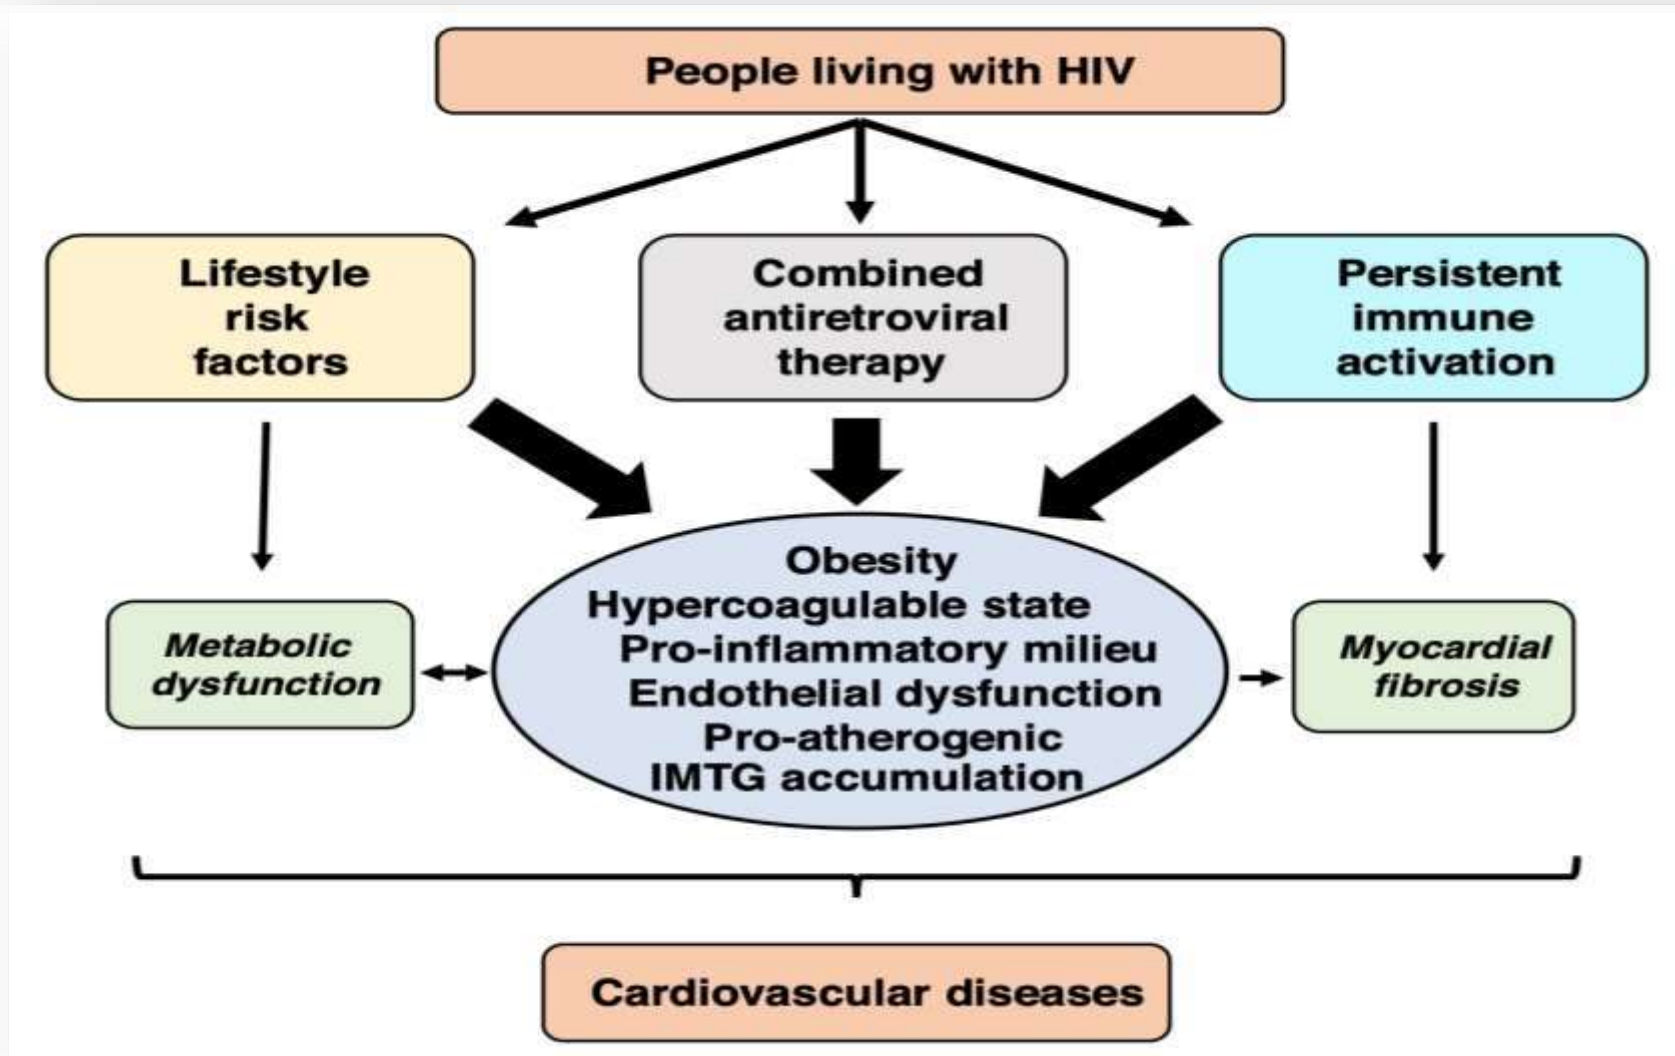 People living with HIV
Lifestyle
risk
factors
Combined
antiretroviral
therapy
Persistent
immune
activation
Metabolic
dysfunction
Obesity
Hypercoagulable state
Pro-inflammatory milieu
Endothelial dysfunction
Pro-atherogenic
IMTG accumulation
Myocardial
fibrosis
Cardiovascular diseases